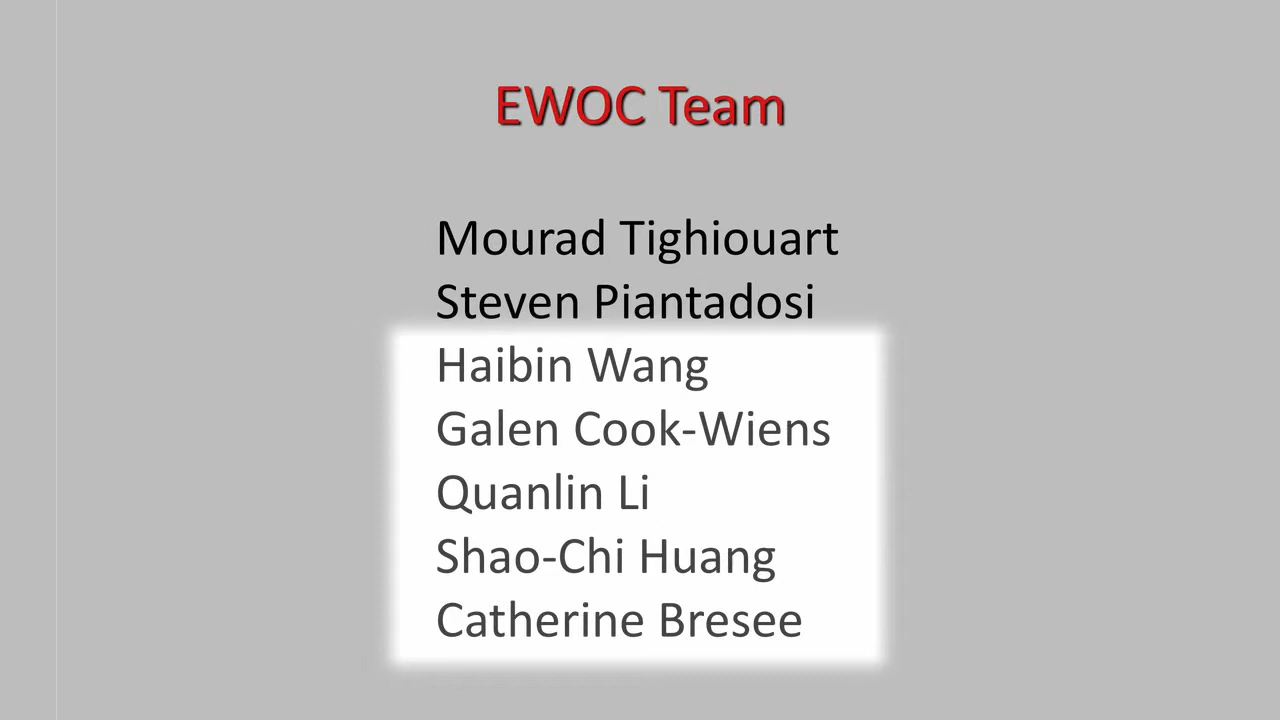 EWOC Team
Mourad Tighiouart
Steven Piantadosi
Haibin Wang
Galen Cook-Wiens
Quanlin Li
Shao-Chi Huang
Catherine Bresee